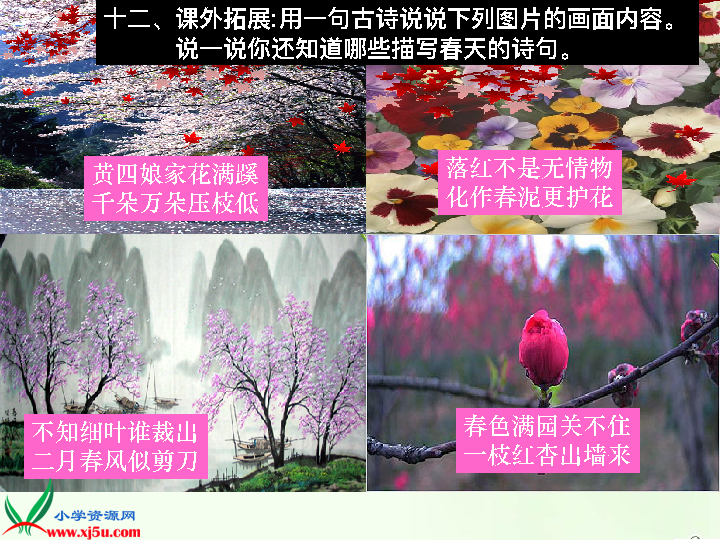 十二、课外拓展:用一句古诗说说下列图片的画面内容。
说一说你还知道哪些描写春天的诗句。
黄四娘家花满蹊
千朵万朵压枝低
落红不是无情物
化作春泥更护花
不知细叶谁裁出
二月春风似剪刀
春色满园关不住
一枝红杏出墙来
小学资源网
www.xj5u.com